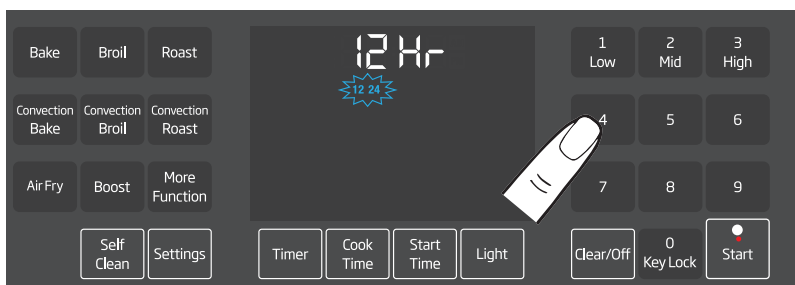 Bake
Broil
Roast
12 Hr
12 24
1
Low
2
Mid
3
High
Convection
Bake
Convection
Broil
Convection
Roast
4
5
6
Air Fry
Boost
More
Function
7
8
9
Self
Clean
Settings
Timer
Cook
Time
Start
Time
Light
Clear/Off
0
Key Lock
Start